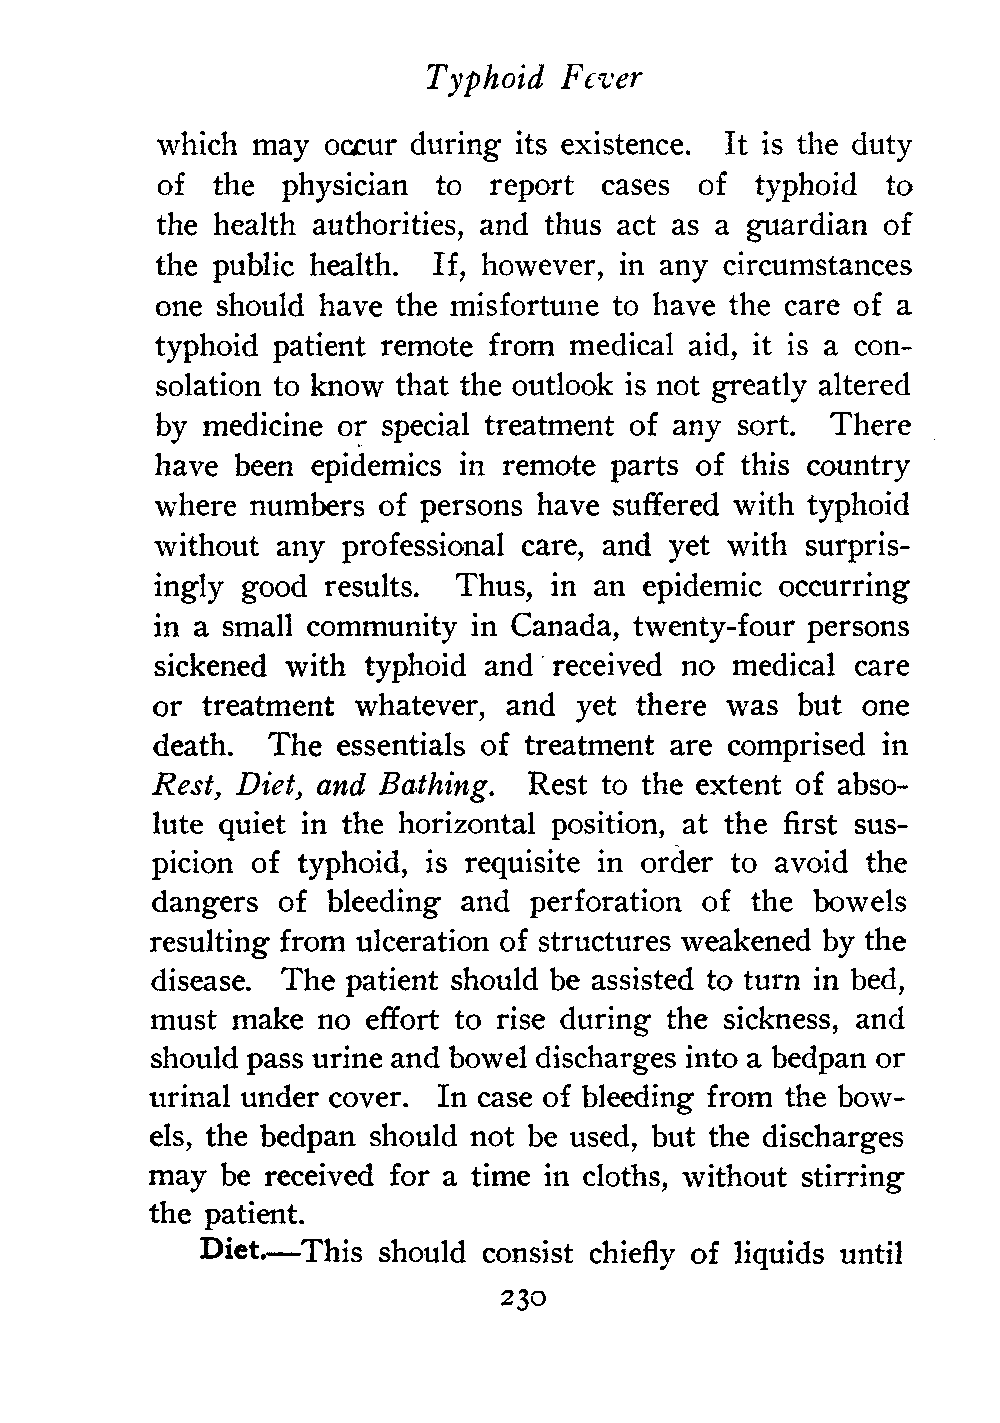 Typhoid Fever
which may occur during its existence. It is the duty
of the physician to report cases of typhoid to
the health authorities, and thus act as a guardian of
the public health. If, however, in any circumstances
one should have the misfortune to have the care of a
typhoid patient remote from medical aid, it is a con-
solation to know that the outlook is not greatly altered
by medicine or special treatment of any sort. There
have been epidemics in remote parts of this country
where numbers of persons have suffered with typhoid
without any professional care, and yet with surpris-
ingly good results. Thus, in an epidemic occurring
in a small community in Canada, twenty-four persons
sickened with typhoid and received no medical care
or treatment whatever, and yet there was but one
death. The essentials of treatment are comprised in
Rest, Diet, and Bathing. Rest to the extent of abso-
lute quiet in the horizontal position, at the first sus-
picion of typhoid, is requisite in order to avoid the
dangers of bleeding and perforation of the bowels
resulting from ulceration of structures weakened by the
disease. The patient should be assisted to turn in bed,
must make no effort to rise during the sickness, and
should pass urine and bowel discharges into a bedpan or
urinal under cover. In case of bleeding from the bow-
els, the bedpan should not be used, but the discharges
may be received for a time in cloths, without stirring
the patient.
Diet.—This should consist chiefly of liquids until
230